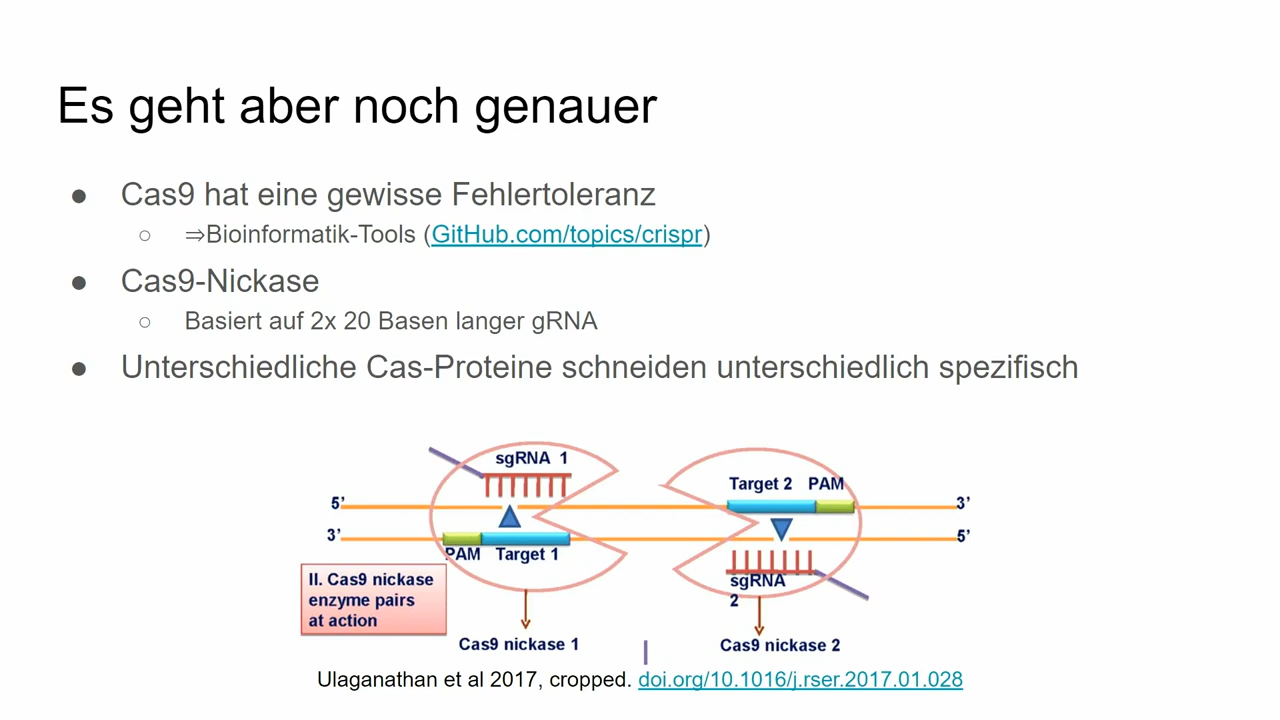 Es geht aber noch genauer
● Cas9 hat eine gewisse Fehlertoleranz
○ ⇒Bioinformatik-Tools (GitHub.com/topics/crispr)
● Cas9-Nickase
○ Basiert auf 2x 20 Basen langer gRNA
● Unterschiedliche Cas-Proteine schneiden unterschiedlich spezifisch
sgRNA 1
Target 2 PAM
5’ 3’
3’ 5’
PAM Target 1
sgRNA
2
II. Cas9 nickase
enzyme pairs
at action
Cas9 nickase 1 Cas9 nickase 2
Ulaganathan et al 2017, cropped. doi.org/10.1016/j.rser.2017.01.028